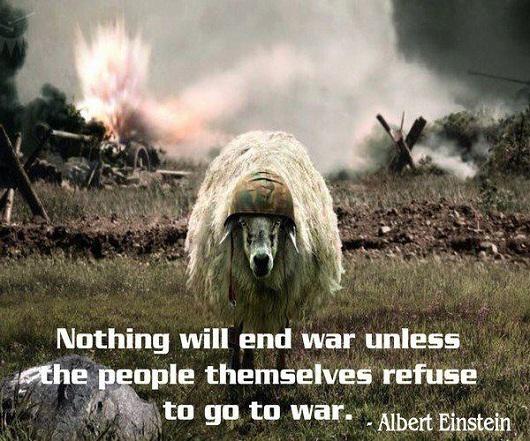 Nothing will end war unless
the people themselves refuse
to go to war.
- Albert Einstein